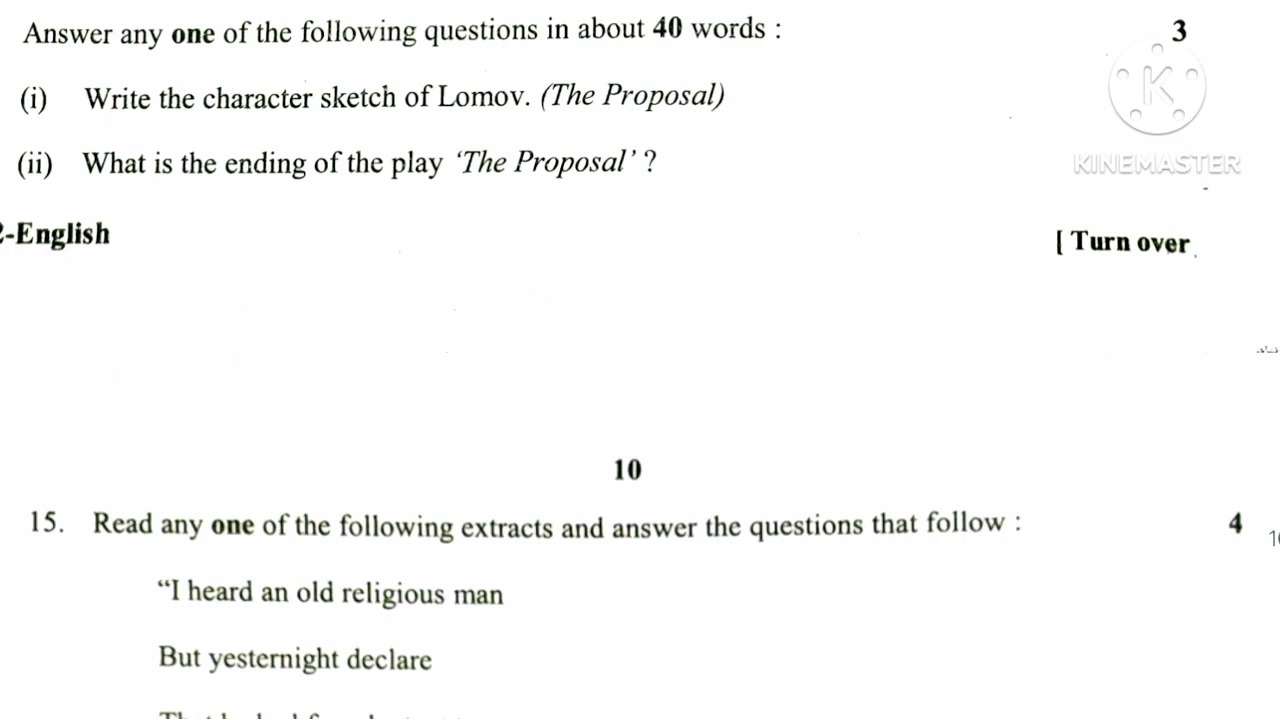 Answer any one of the following questions in about 40 words : 3
(i) Write the character sketch of Lomov. (The Proposal)
K
(ii) What is the ending of the play ‘The Proposal’ ?
KINEMASTER
-English
[ Turn over
10
15. Read any one of the following extracts and answer the questions that follow : 4
“I heard an old religious man
But yesternight declare